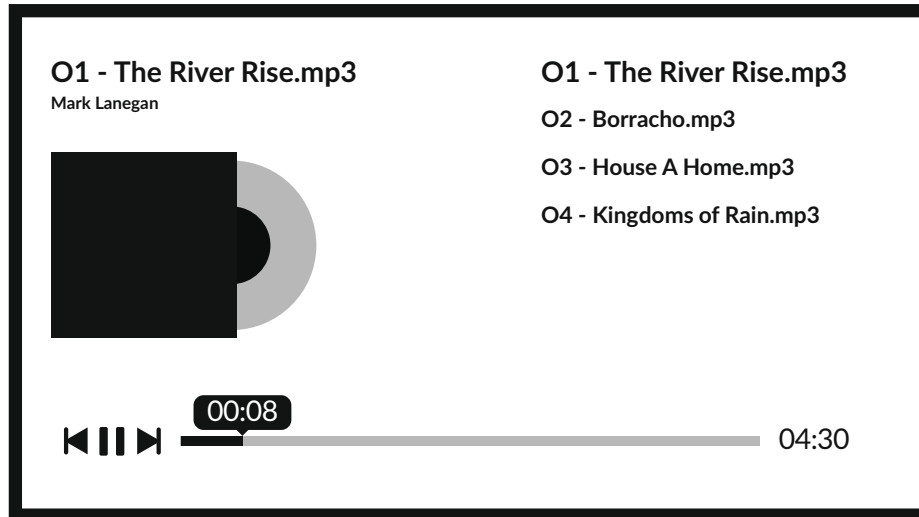 O1 - The River Rise.mp3
Mark Lanegan
O1 - The River Rise.mp3
O2 - Borracho.mp3
O3 - House A Home.mp3
O4 - Kingdoms of Rain.mp3
00:08
04:30